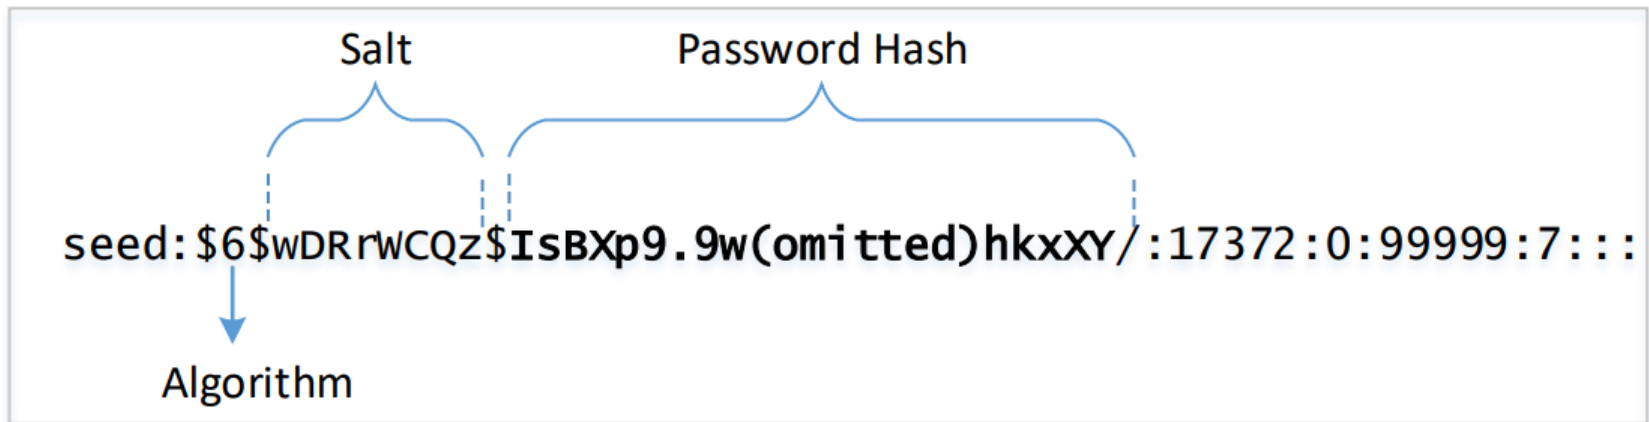 Salt Password Hash
seed:$6$wDRrWCQz$IsBXp9.9w(omitted)hkxXY/:17372:0:99999:7:::
Algorithm